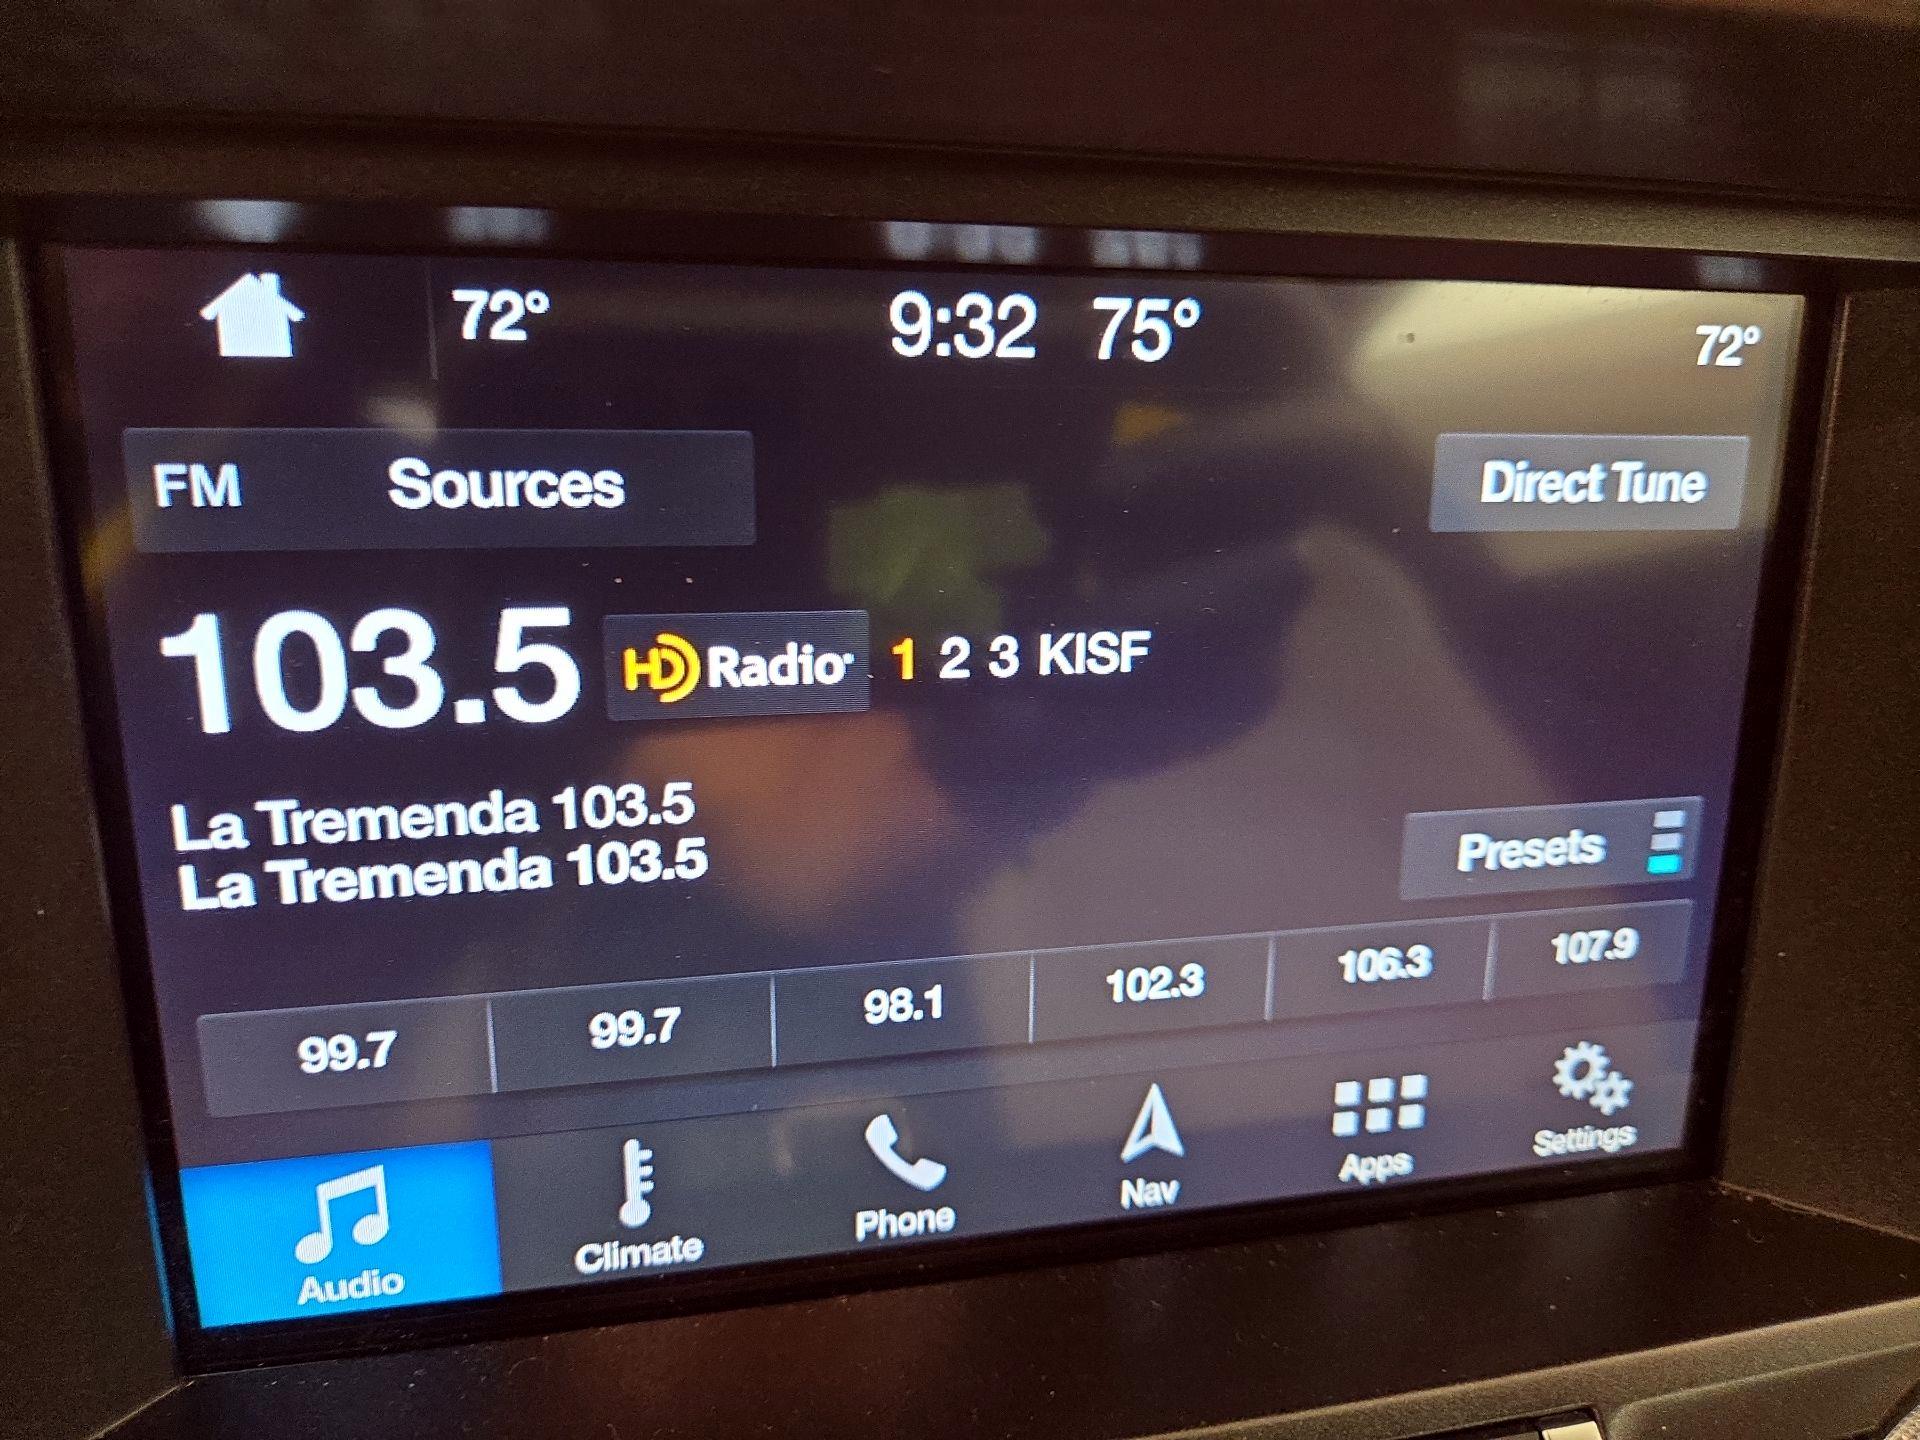 72° 9:32 75° 72°
FM Sources Direct Tune
103.5 HD Radio 1 2 3 KISF
La Tremenda 103.5
La Tremenda 103.5
Presets
99.7 99.7 98.1 102.3 106.3 107.9
Audio Climate Phone Nav Apps Settings